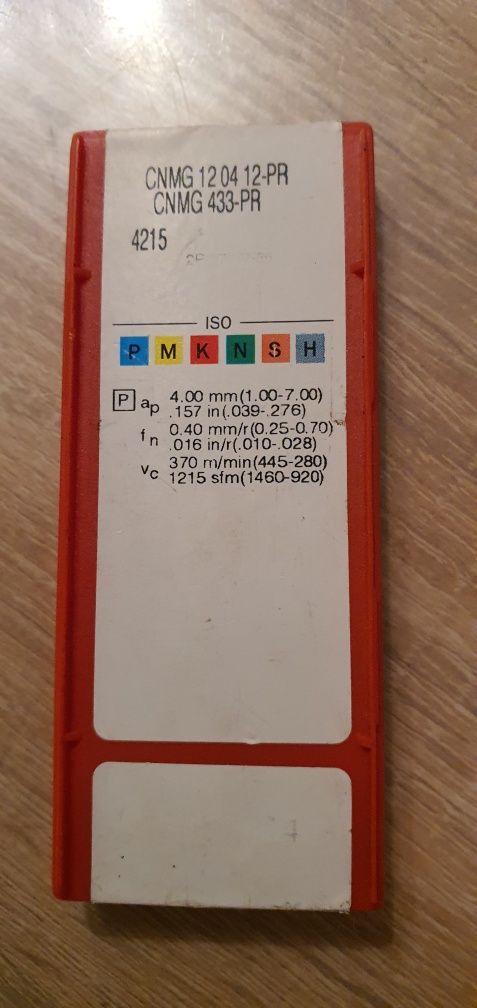 CNMG 12 04 12-PR
CNMG 433-PR
4215
ISO
P M K N S H
P ap 4.00 mm(1.00-7.00)
.157 in(.039-.276)
fn 0.40 mm/r(0.25-0.70)
.016 in/r(.010-.028)
vc 370 m/min(445-280)
1215 sfm(1460-920)